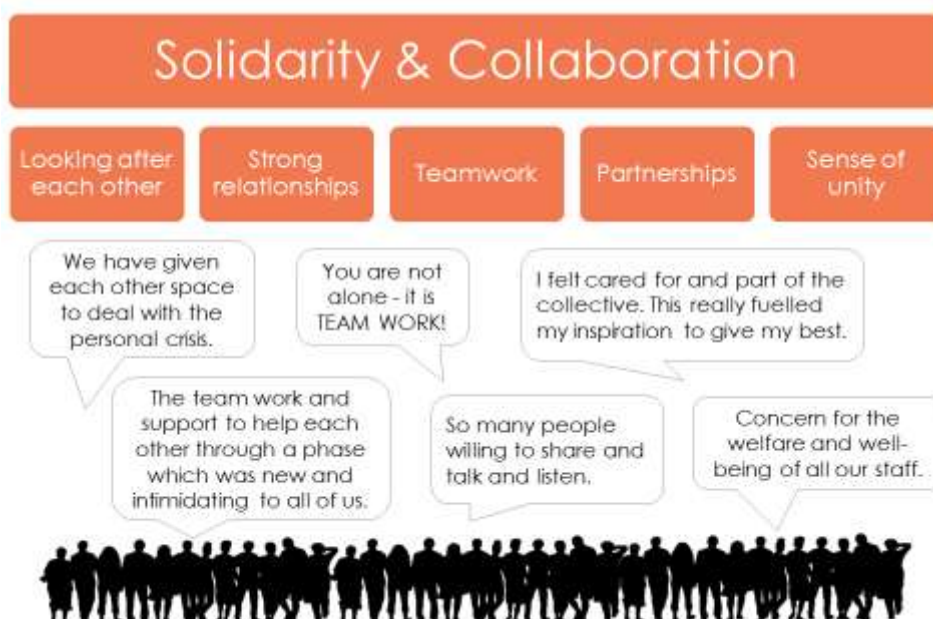 Solidarity & Collaboration
Looking after
each other
Strong
relationships
Teamwork
Partnerships
Sense of
unity
We have given
each other space
to deal with the
personal crisis.
You are not
alone - it is
TEAM WORK!
I felt cared for and part of the
collective. This really fuelled
my inspiration to give my best.
The team work and
support to help each
other through a phase
which was new and
intimidating to all of us.
So many people
willing to share and
talk and listen.
Concern for the
welfare and well-
being of all our staff.